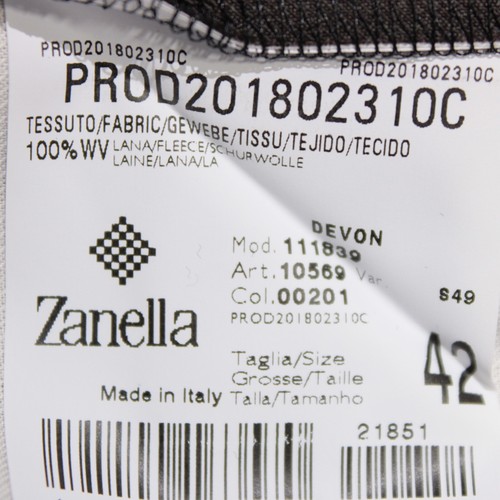 PROD201802310C
PROD201802310C
PROD201802310C
TESSUTO/FABRIC/GEWEBE/TISSU/TEJIDO/TECIDO
100% WV LANA/FLEECE/SCHURWOLLE
LAINE/LANA/LA
DEVON
Mod. 111839
Art. 10569 Var.
Col. 00201 S49
PROD201802310C
Zanella
Taglia/Size 42
Grosse/Taille
Made in Italy Talla/Tamanho
21851